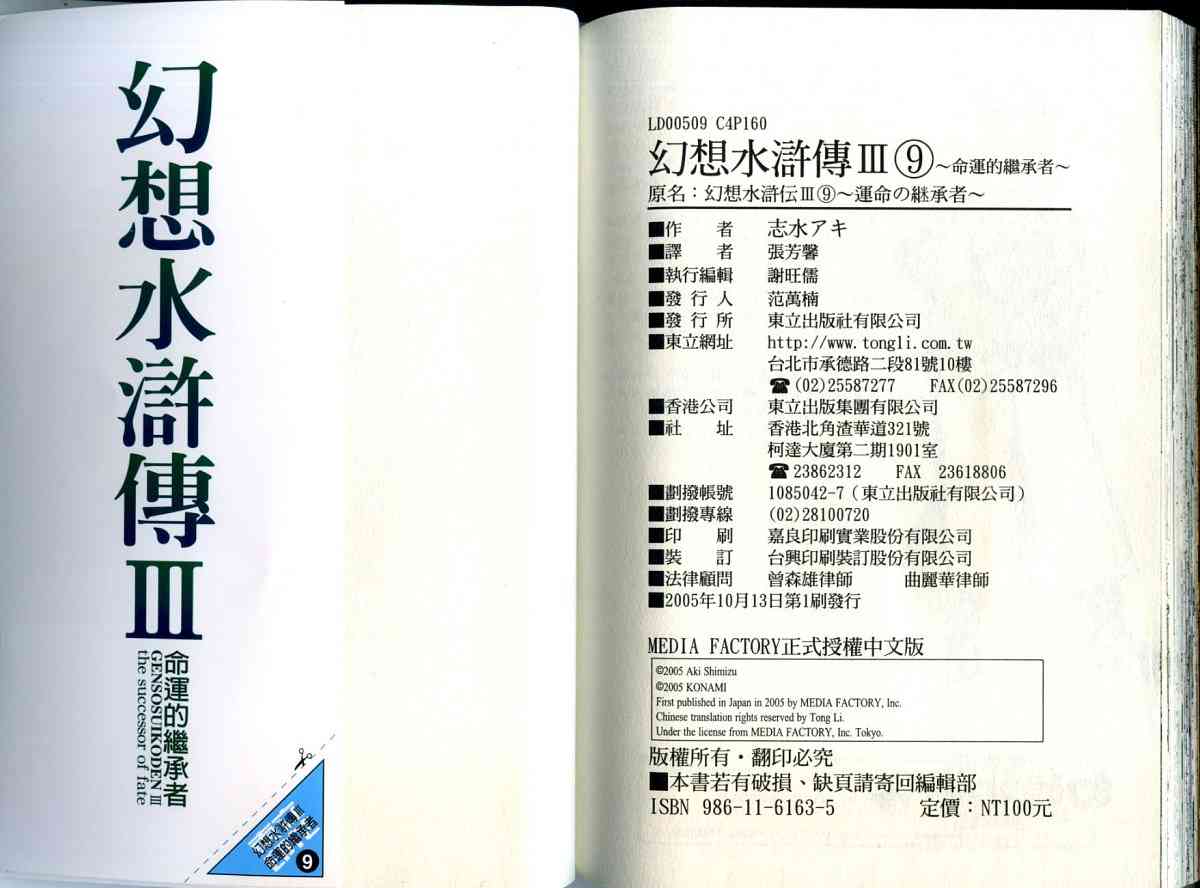 幻想水滸傳Ⅲ
命運的繼承者
GENSOSUIKODEN Ⅲ
the successor of fate
幻想水滸傳Ⅲ
命運的繼承者
9
LD00509 C4P160
幻想水滸傳Ⅲ⑨～命運的繼承者～
原名：幻想水滸伝Ⅲ⑨～運命の継承者～
■作　者　志水アキ
■譯　者　張芳馨
■執行編輯　謝旺儒
■發行人　范萬楠
■發行所　東立出版社有限公司
■東立網址　http://www.tongli.com.tw
台北市承德路二段81號10樓
☎(02)25587277　FAX(02)25587296
■香港公司　東立出版集團有限公司
■社　址　香港北角渣華道321號
柯達大廈第二期1901室
☎23862312　FAX 23618806
■劃撥帳號　1085042-7（東立出版社有限公司）
■劃撥專線　(02)28100720
■印　刷　嘉良印刷實業股份有限公司
■裝　訂　台興印刷裝訂股份有限公司
■法律顧問　曾森雄律師　曲麗華律師
■2005年10月13日第1刷發行
MEDIA FACTORY正式授權中文版
©2005 Aki Shimizu
©2005 KONAMI
First published in Japan in 2005 by MEDIA FACTORY, Inc.
Chinese translation rights reserved by Tong Li.
Under the license from MEDIA FACTORY, Inc. Tokyo.
版權所有・翻印必究
■本書若有破損、缺頁請寄回編輯部
ISBN 986-11-6163-5　定價：NT100元